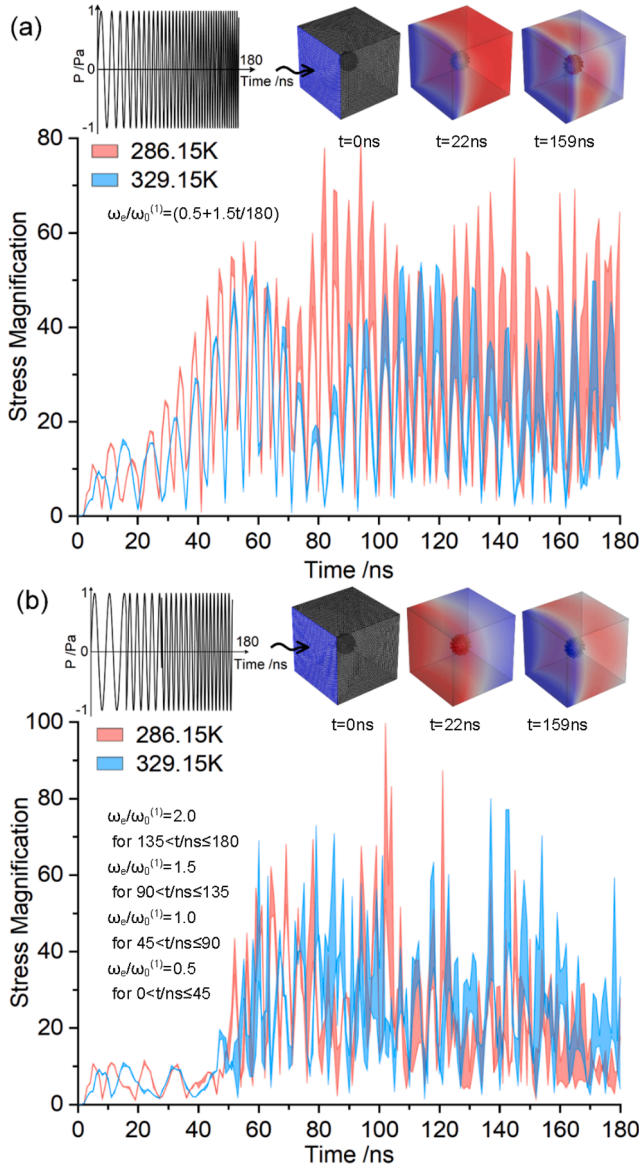 (a)
1
0
-1
P /Pa
180
Time /ns
t=0ns t=22ns t=159ns
286.15K
329.15K
ωe/ω0(1)=(0.5+1.5t/180)
Stress Magnification
80
60
40
20
0
0 20 40 60 80 100 120 140 160 180
Time /ns
(b)
1
0
-1
P /Pa
180
Time /ns
t=0ns t=22ns t=159ns
286.15K
329.15K
ωe/ω0(1)=2.0
for 135<t/ns≤180
ωe/ω0(1)=1.5
for 90<t/ns≤135
ωe/ω0(1)=1.0
for 45<t/ns≤90
ωe/ω0(1)=0.5
for 0<t/ns≤45
Stress Magnification
100
80
60
40
20
0
0 20 40 60 80 100 120 140 160 180
Time /ns